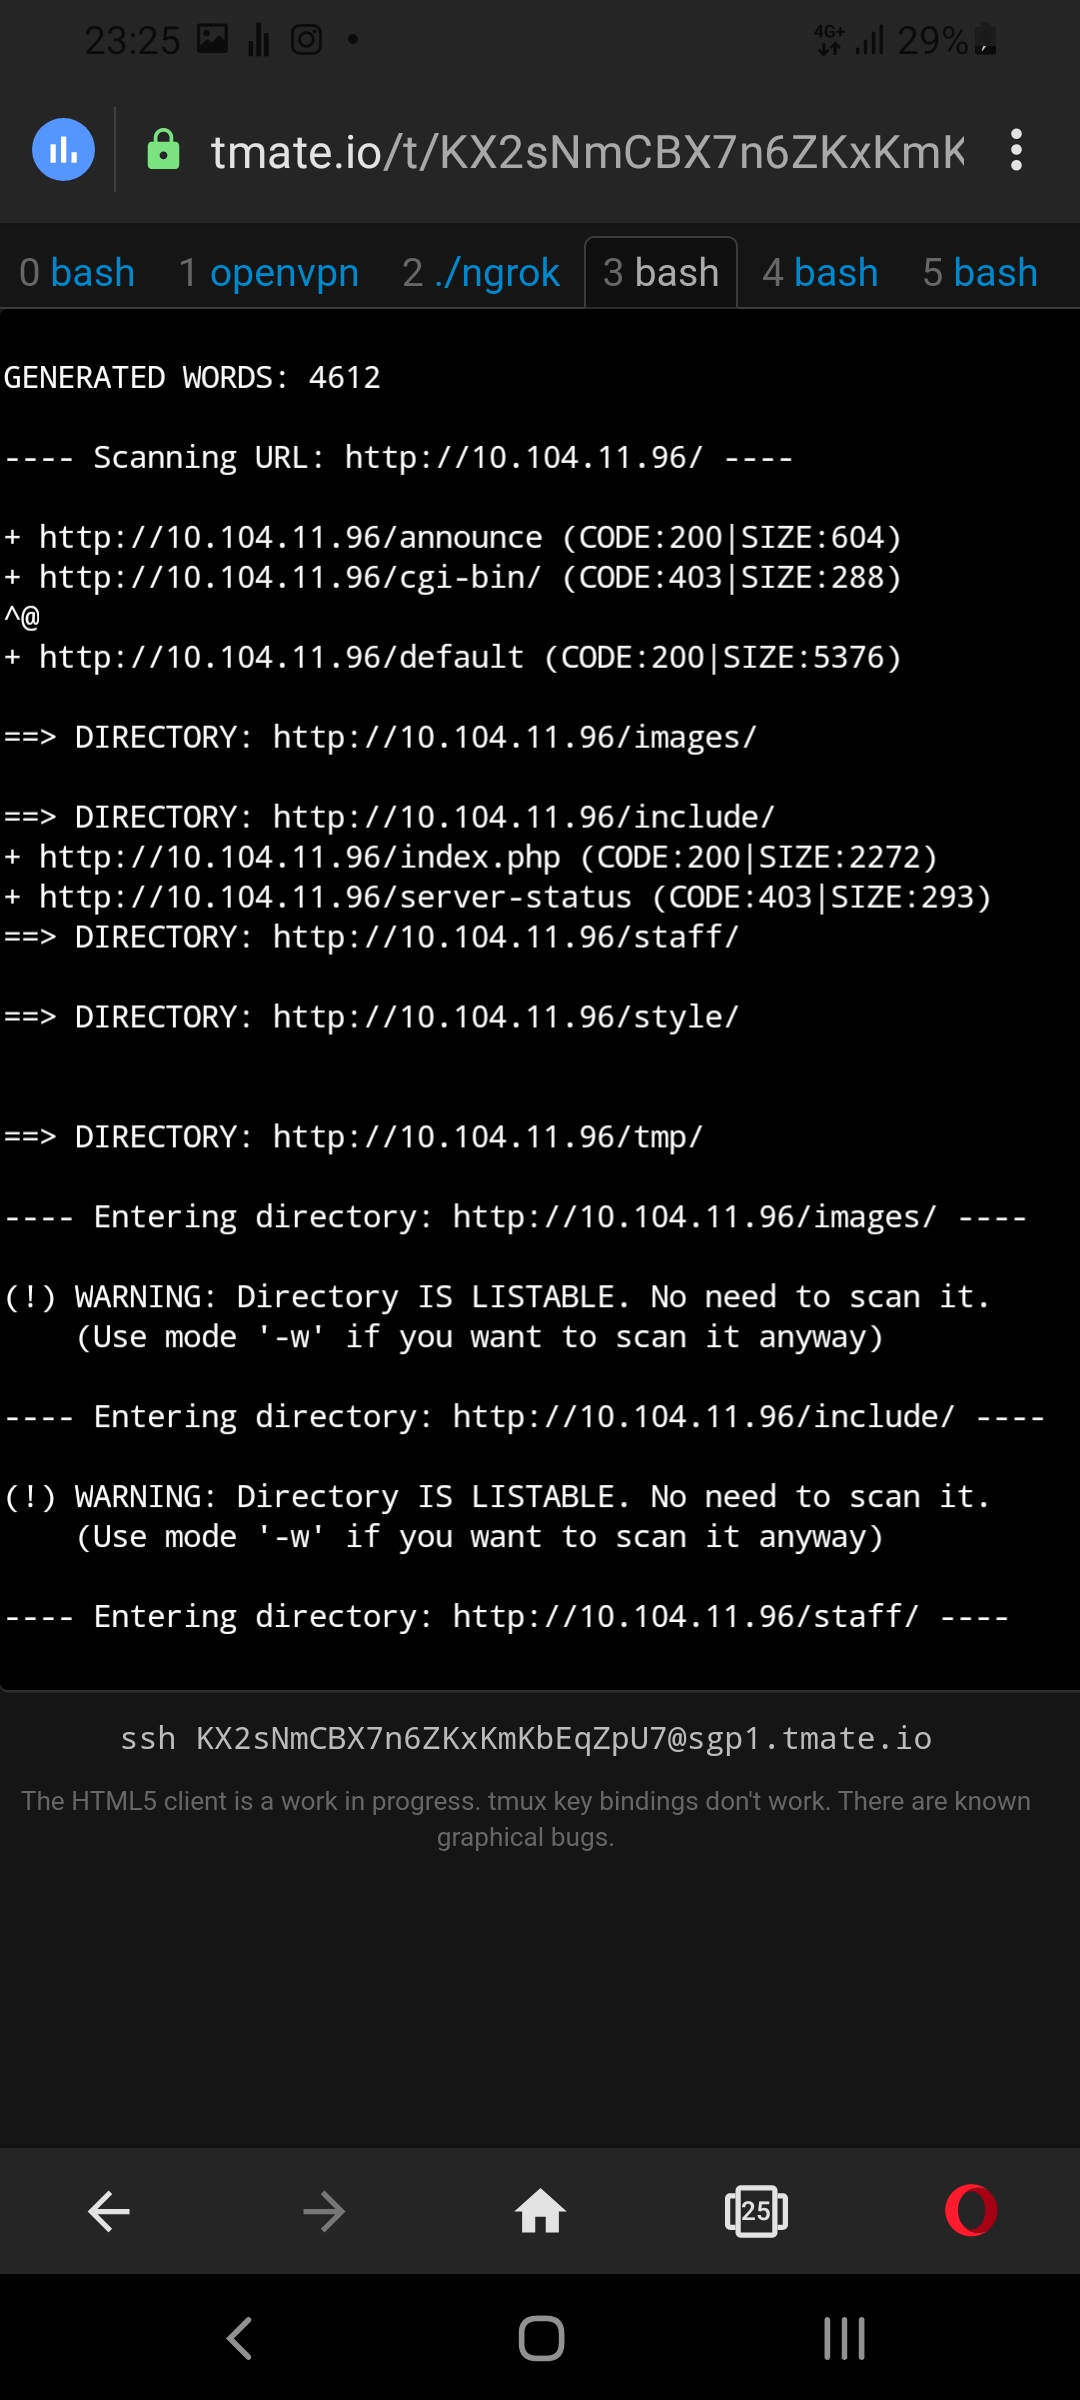 23:25 4G+ 29%
tmate.io/t/KX2sNmCBX7n6ZKxKmK
0 bash 1 openvpn 2 ./ngrok 3 bash 4 bash 5 bash
GENERATED WORDS: 4612
---- Scanning URL: http://10.104.11.96/ ----
+ http://10.104.11.96/announce (CODE:200|SIZE:604)
+ http://10.104.11.96/cgi-bin/ (CODE:403|SIZE:288)
^@
+ http://10.104.11.96/default (CODE:200|SIZE:5376)
==> DIRECTORY: http://10.104.11.96/images/
==> DIRECTORY: http://10.104.11.96/include/
+ http://10.104.11.96/index.php (CODE:200|SIZE:2272)
+ http://10.104.11.96/server-status (CODE:403|SIZE:293)
==> DIRECTORY: http://10.104.11.96/staff/
==> DIRECTORY: http://10.104.11.96/style/
==> DIRECTORY: http://10.104.11.96/tmp/
---- Entering directory: http://10.104.11.96/images/ ----
(!) WARNING: Directory IS LISTABLE. No need to scan it.
(Use mode '-w' if you want to scan it anyway)
---- Entering directory: http://10.104.11.96/include/ ----
(!) WARNING: Directory IS LISTABLE. No need to scan it.
(Use mode '-w' if you want to scan it anyway)
---- Entering directory: http://10.104.11.96/staff/ ----
ssh KX2sNmCBX7n6ZKxKmKbEqZpU7@sgp1.tmate.io
The HTML5 client is a work in progress. tmux key bindings don't work. There are known
graphical bugs.
25